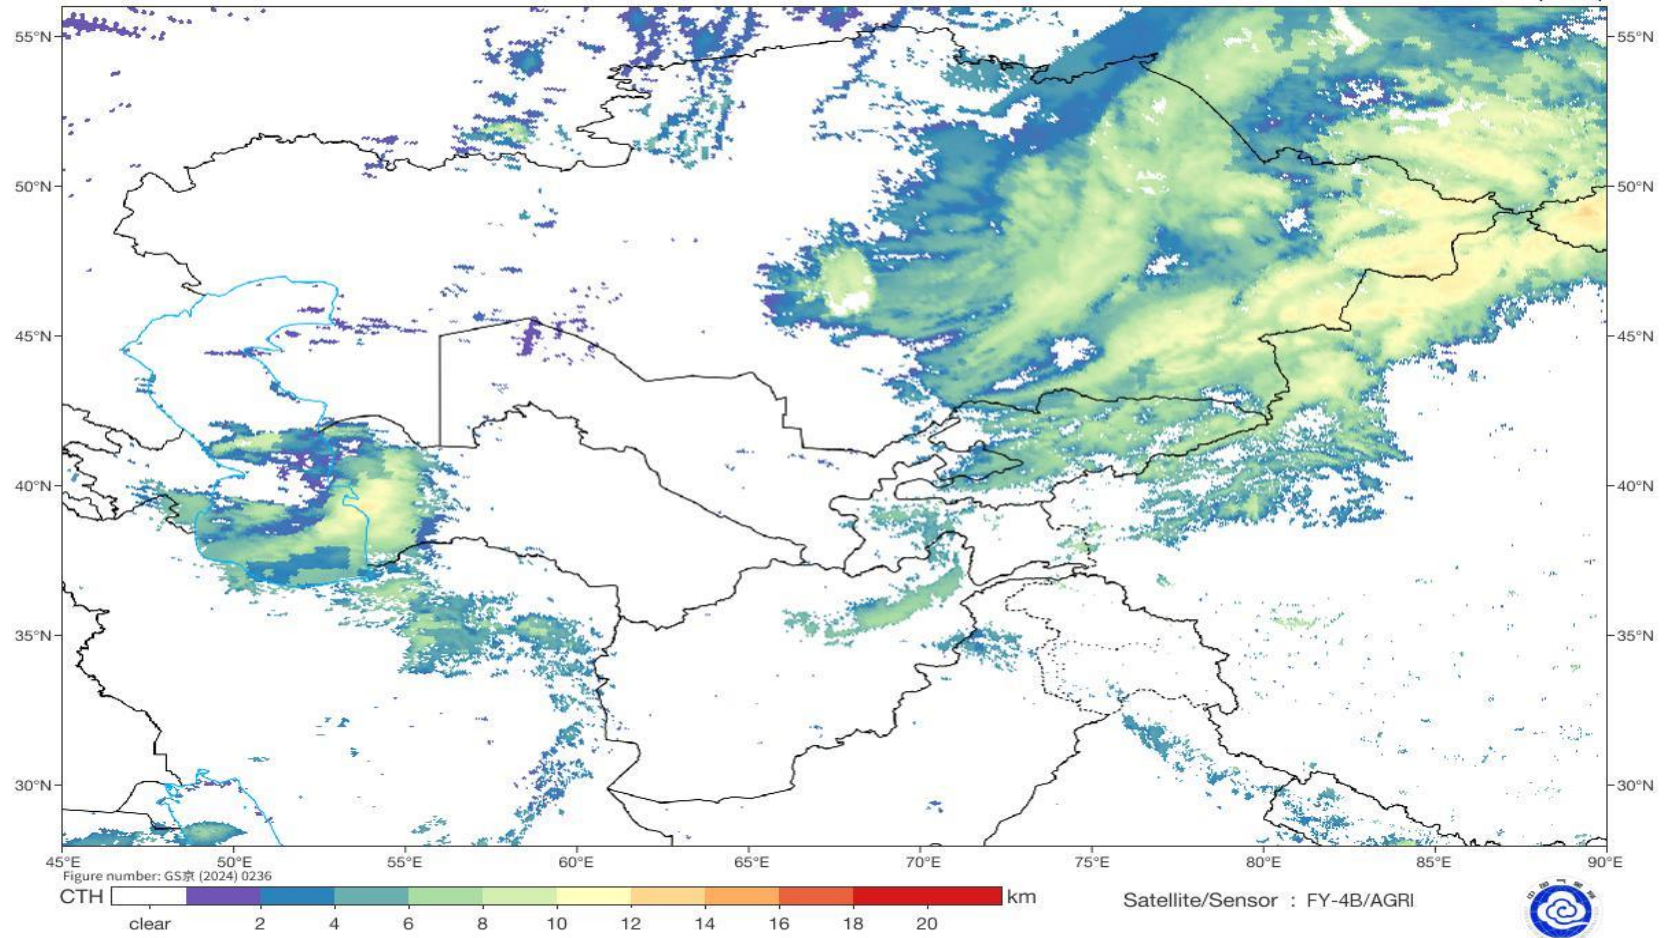 55°N
55°N
50°N
50°N
45°N
45°N
40°N
40°N
35°N
35°N
30°N
30°N
45°E 50°E 55°E 60°E 65°E 70°E 75°E 80°E 85°E 90°E
Figure number: GS京 (2024) 0236
CTH km
clear 2 4 6 8 10 12 14 16 18 20
Satellite/Sensor : FY-4B/AGRI